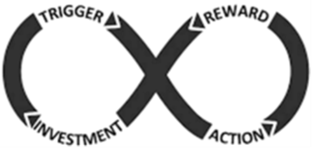 TRIGGER
REWARD
INVESTMENT
ACTION